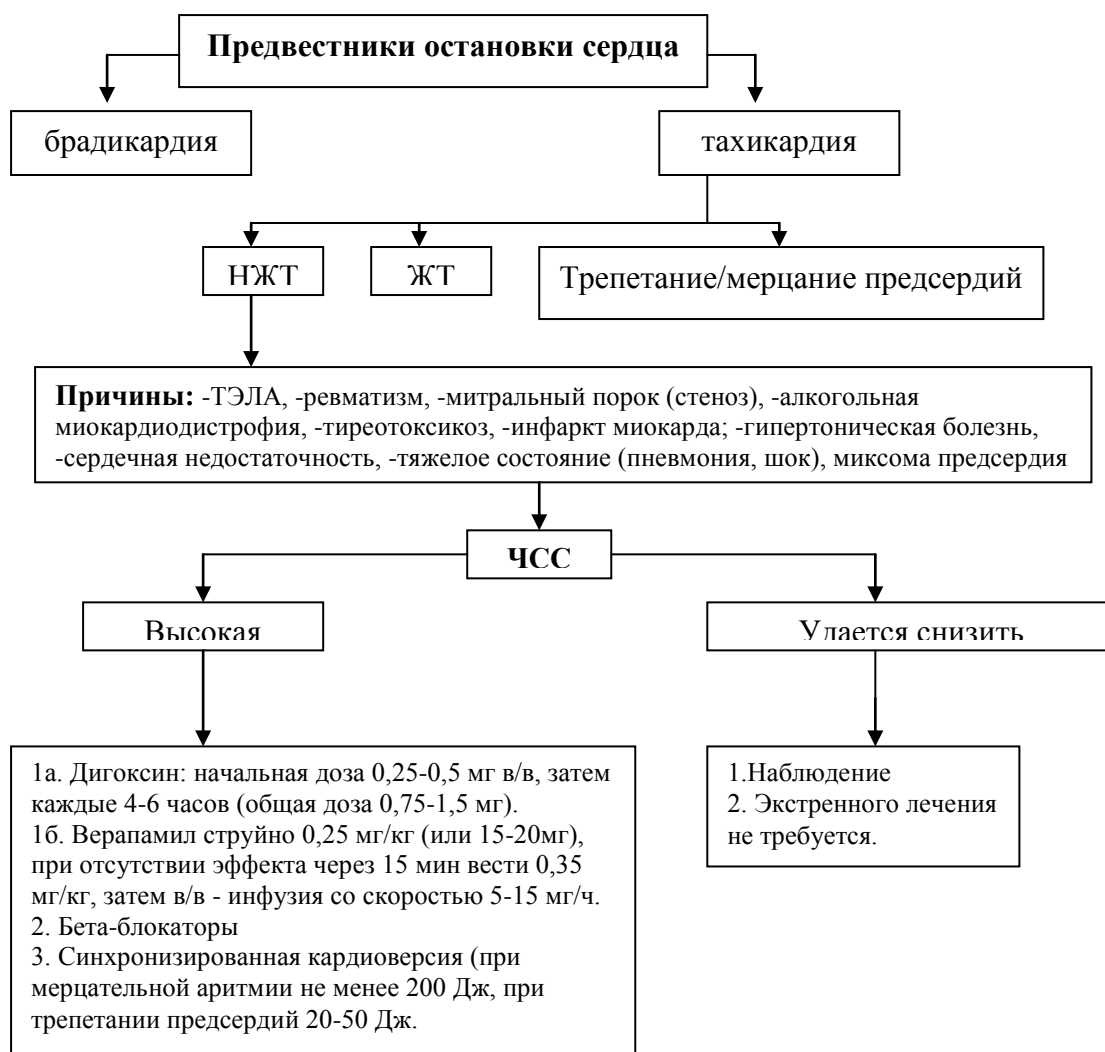 Предвестники остановки сердца
брадикардия
тахикардия
НЖТ
ЖТ
Трепетание/мерцание предсердий
Причины: -ТЭЛА, -ревматизм, -митральный порок (стеноз), -алкогольная
миокардиодистрофия, -тиреотоксикоз, -инфаркт миокарда; -гипертоническая болезнь,
-сердечная недостаточность, -тяжелое состояние (пневмония, шок), миксома предсердия
ЧСС
Высокая
Удается снизить
1а. Дигоксин: начальная доза 0,25-0,5 мг в/в, затем
каждые 4-6 часов (общая доза 0,75-1,5 мг).
1б. Верапамил струйно 0,25 мг/кг (или 15-20мг),
при отсутствии эффекта через 15 мин вести 0,35
мг/кг, затем в/в - инфузия со скоростью 5-15 мг/ч.
2. Бета-блокаторы
3. Синхронизированная кардиоверсия (при
мерцательной аритмии не менее 200 Дж, при
трепетании предсердий 20-50 Дж.
1.Наблюдение
2. Экстренного лечения
не требуется.